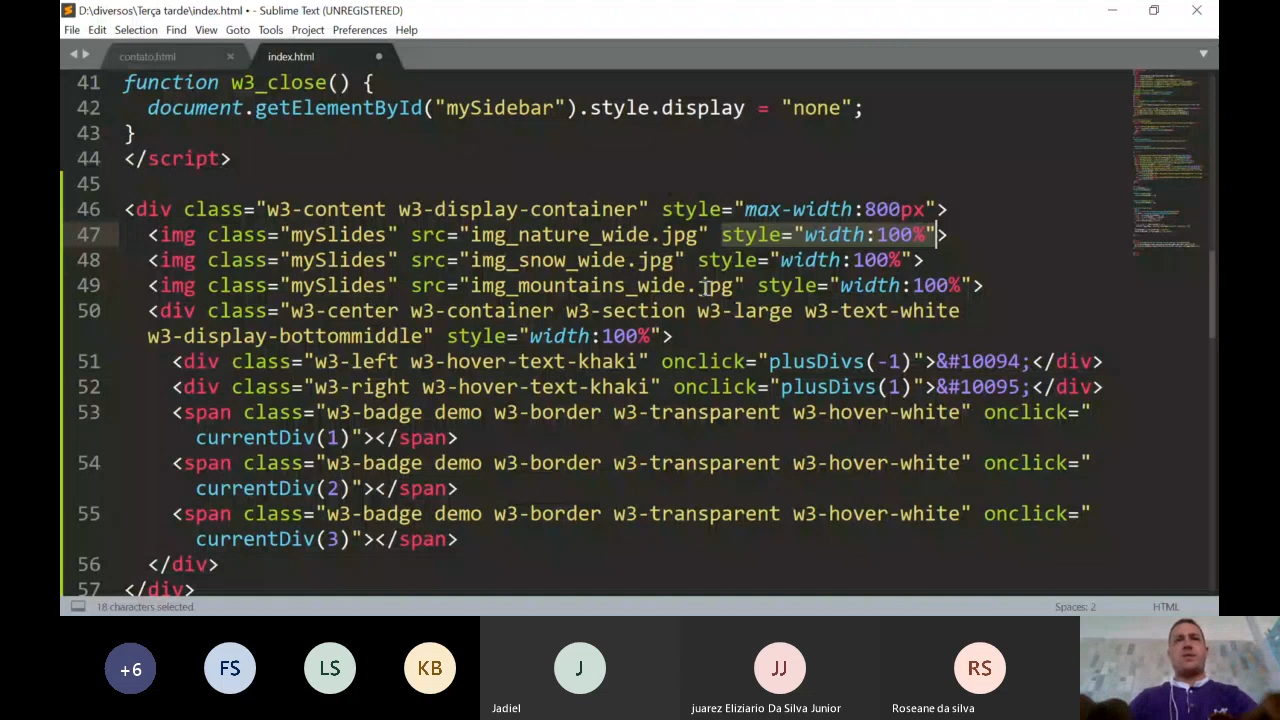 D:\diversos\Terça tarde\index.html • - Sublime Text (UNREGISTERED)
File Edit Selection Find View Goto Tools Project Preferences Help
contato.html × index.html
41 function w3_close() {
42 document.getElementById("mySidebar").style.display = "none";
43 }
44 </script>
45
46 <div class="w3-content w3-display-container" style="max-width:800px">
47 <img class="mySlides" src="img_nature_wide.jpg" style="width:100%">
48 <img class="mySlides" src="img_snow_wide.jpg" style="width:100%">
49 <img class="mySlides" src="img_mountains_wide.jpg" style="width:100%">
50 <div class="w3-center w3-container w3-section w3-large w3-text-white
w3-display-bottommiddle" style="width:100%">
51 <div class="w3-left w3-hover-text-khaki" onclick="plusDivs(-1)">&#10094;</div>
52 <div class="w3-right w3-hover-text-khaki" onclick="plusDivs(1)">&#10095;</div>
53 <span class="w3-badge demo w3-border w3-transparent w3-hover-white" onclick="
currentDiv(1)"></span>
54 <span class="w3-badge demo w3-border w3-transparent w3-hover-white" onclick="
currentDiv(2)"></span>
55 <span class="w3-badge demo w3-border w3-transparent w3-hover-white" onclick="
currentDiv(3)"></span>
56 </div>
57 </div>
18 characters selected Spaces: 2 HTML
+6 FS LS KB J JJ RS
Jadiel juarez Eliziario Da Silva Junior Roseane da silva